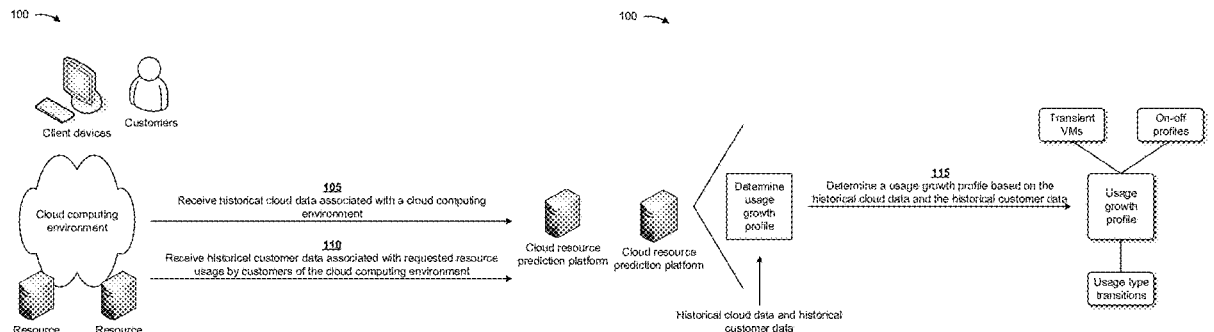 100
Client devices
Customers
Cloud computing
environment
Resource
Resource
105
Receive historical cloud data associated with a cloud computing
environment
110
Receive historical customer data associated with requested resource
usage by customers of the cloud computing environment
Cloud resource
prediction platform
100
Cloud resource
prediction platform
Determine
usage
growth
profile
Historical cloud data and historical
customer data
115
Determine a usage growth profile based on the
historical cloud data and the historical customer data
Transient
VMs
On-off
profiles
Usage
growth
profile
Usage type
transitions